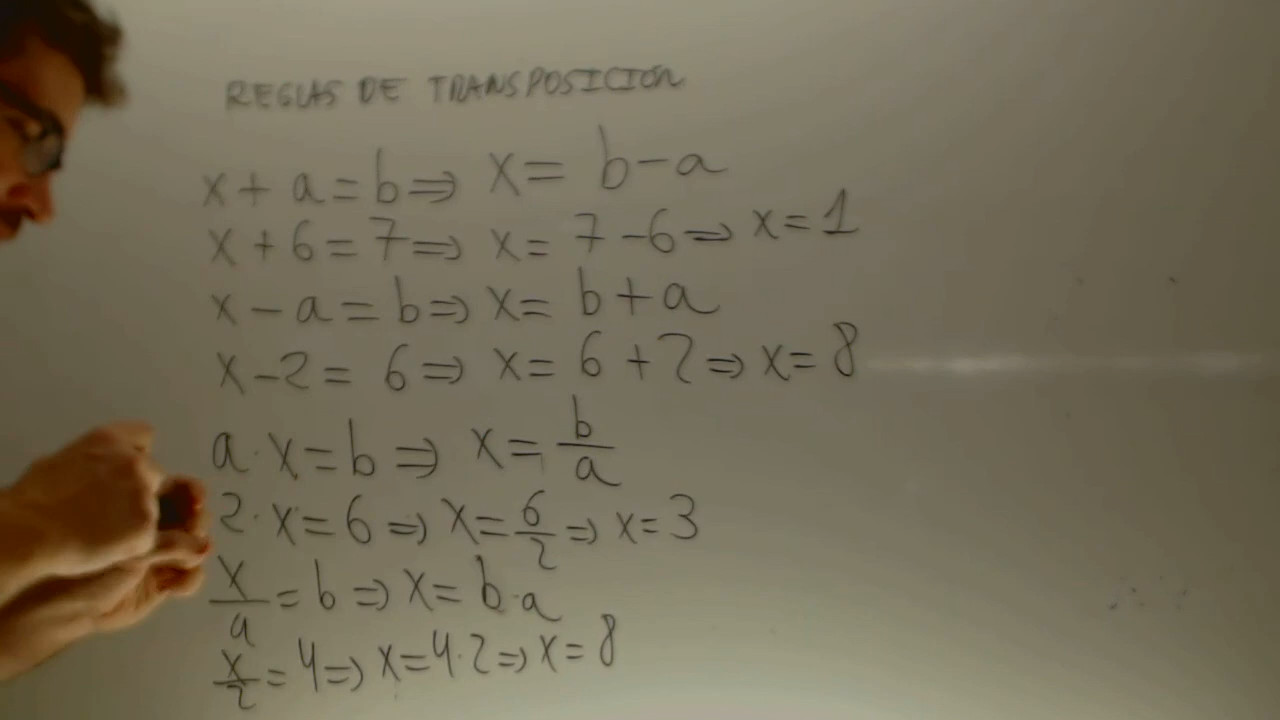 REGLAS DE TRANSPOSICIÓN
x + a = b ⇒ x = b - a
x + 6 = 7 ⇒ x = 7 - 6 ⇒ x = 1
x - a = b ⇒ x = b + a
x - 2 = 6 ⇒ x = 6 + 2 ⇒ x = 8
a · x = b ⇒ x = b/a
2 · x = 6 ⇒ x = 6/2 ⇒ x = 3
x/a = b ⇒ x = b · a
x/2 = 4 ⇒ x = 4 · 2 ⇒ x = 8